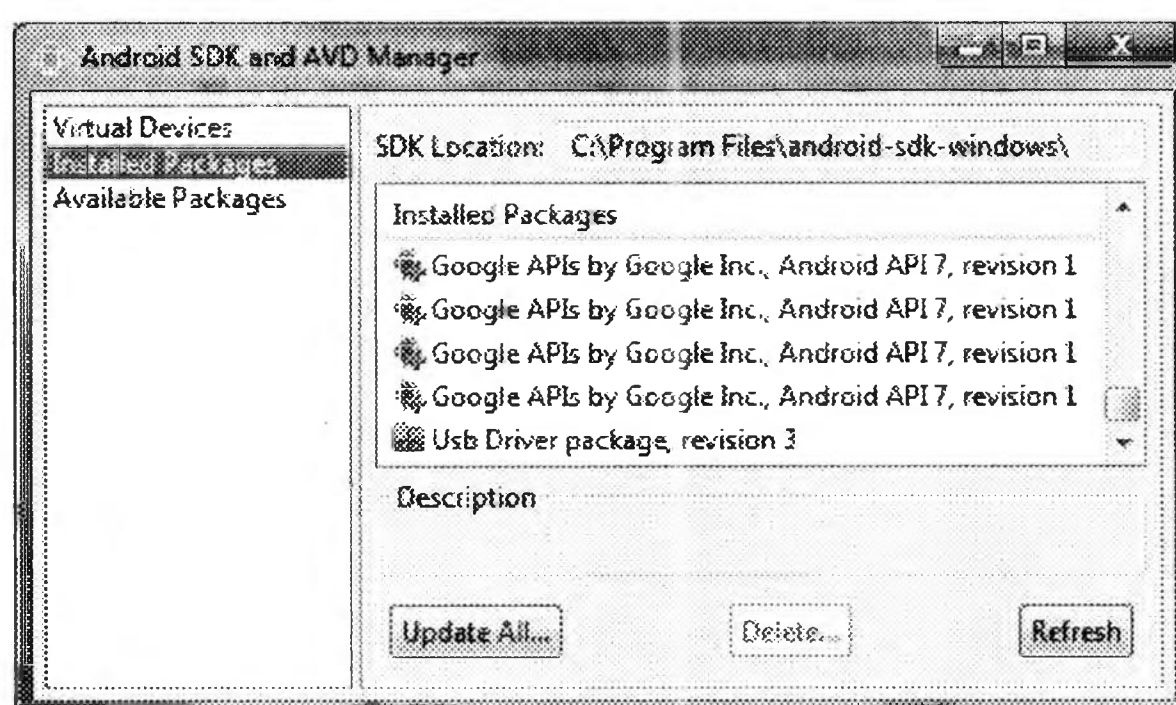 Android SDK and AVD Manager
Virtual Devices
Installed Packages
Available Packages
SDK Location: C:\Program Files\android-sdk-windows\
Installed Packages
Google APIs by Google Inc., Android API 7, revision 1
Google APIs by Google Inc., Android API 7, revision 1
Google APIs by Google Inc., Android API 7, revision 1
Google APIs by Google Inc., Android API 7, revision 1
Usb Driver package, revision 3
Description
Update All...
Delete...
Refresh